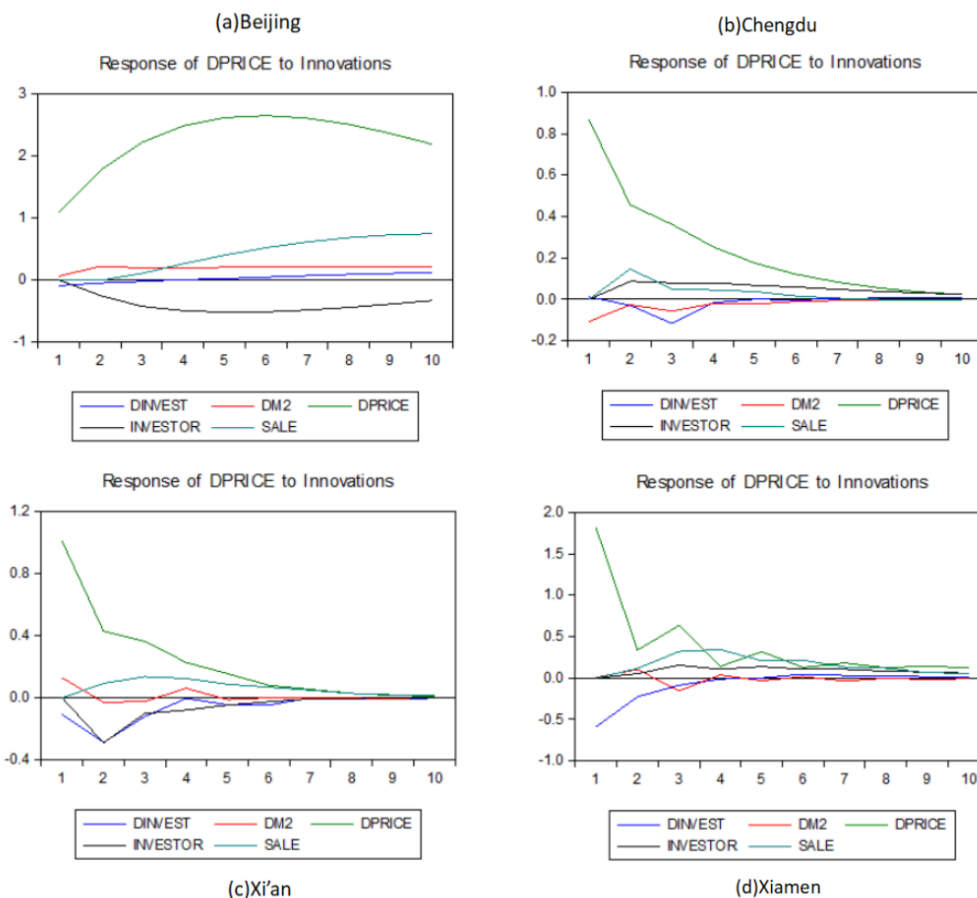 (a)Beijing
Response of DPRICE to Innovations
3
2
1
0
-1
1 2 3 4 5 6 7 8 9 10
DINVEST DM2 DPRICE
INVESTOR SALE
(b)Chengdu
Response of DPRICE to Innovations
1.0
0.8
0.6
0.4
0.2
0.0
-0.2
1 2 3 4 5 6 7 8 9 10
DINVEST DM2 DPRICE
INVESTOR SALE
Response of DPRICE to Innovations
1.2
0.8
0.4
0.0
-0.4
1 2 3 4 5 6 7 8 9 10
DINVEST DM2 DPRICE
INVESTOR SALE
(c)Xi’an
Response of DPRICE to Innovations
2.0
1.5
1.0
0.5
0.0
-0.5
-1.0
1 2 3 4 5 6 7 8 9 10
DINVEST DM2 DPRICE
INVESTOR SALE
(d)Xiamen